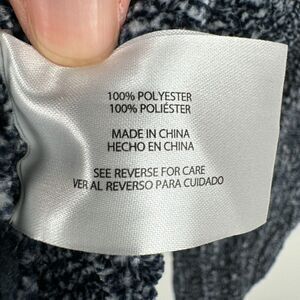 100% POLYESTER
100% POLIÉSTER
MADE IN CHINA
HECHO EN CHINA
SEE REVERSE FOR CARE
VER AL REVERSO PARA CUIDADO